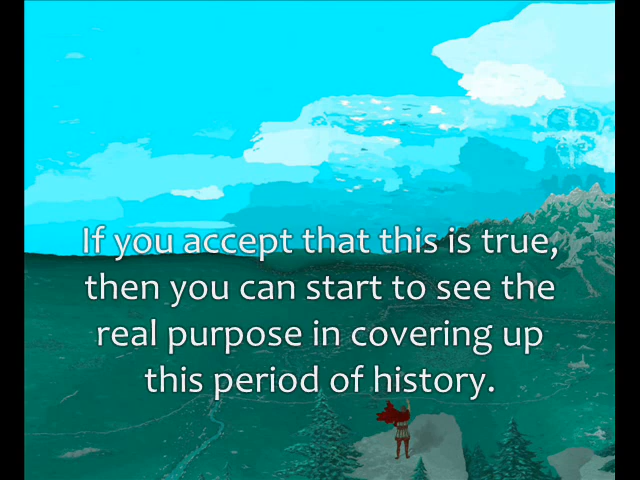 If you accept that this is true,
then you can start to see the
real purpose in covering up
this period of history.